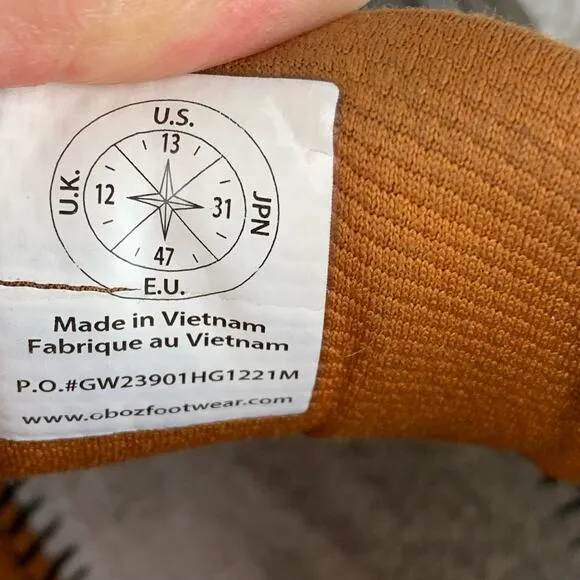 U.S.
13
U.K.
12
31
JPN
47
E.U.
Made in Vietnam
Fabrique au Vietnam
P.O.#GW23901HG1221M
www.obozfootwear.com